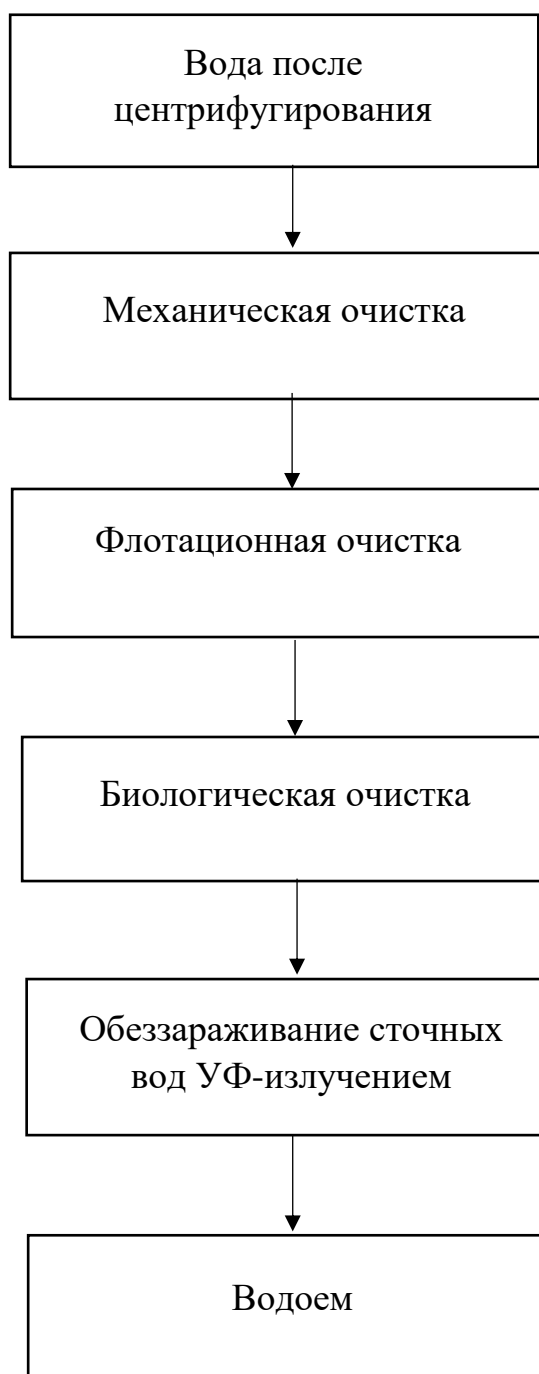 Вода после
центрифугирования
Механическая очистка
Флотационная очистка
Биологическая очистка
Обеззараживание сточных
вод УФ-излучением
Водоем